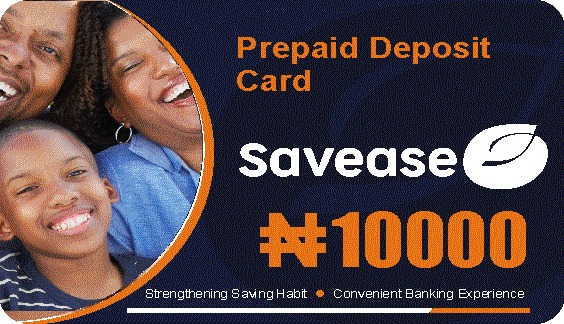 Prepaid Deposit
Card
savease
₦10000
Strengthening Saving Habit • Convenient Banking Experience